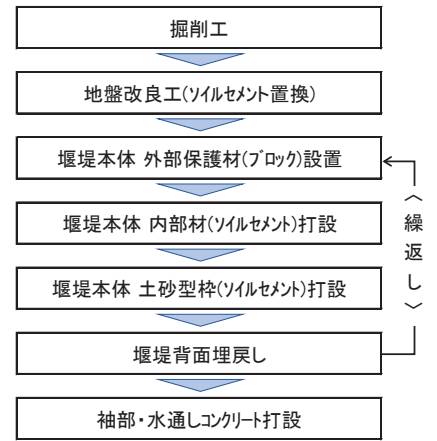 掘削工
地盤改良工(ｿｲﾙｾﾒﾝﾄ置換)
堰堤本体 外部保護材(ﾌﾞﾛｯｸ)設置
堰堤本体 内部材(ｿｲﾙｾﾒﾝﾄ)打設
堰堤本体 土砂型枠(ｿｲﾙｾﾒﾝﾄ)打設
堰堤背面埋戻し
袖部・水通しｺﾝｸﾘｰﾄ打設
〈繰返し〉